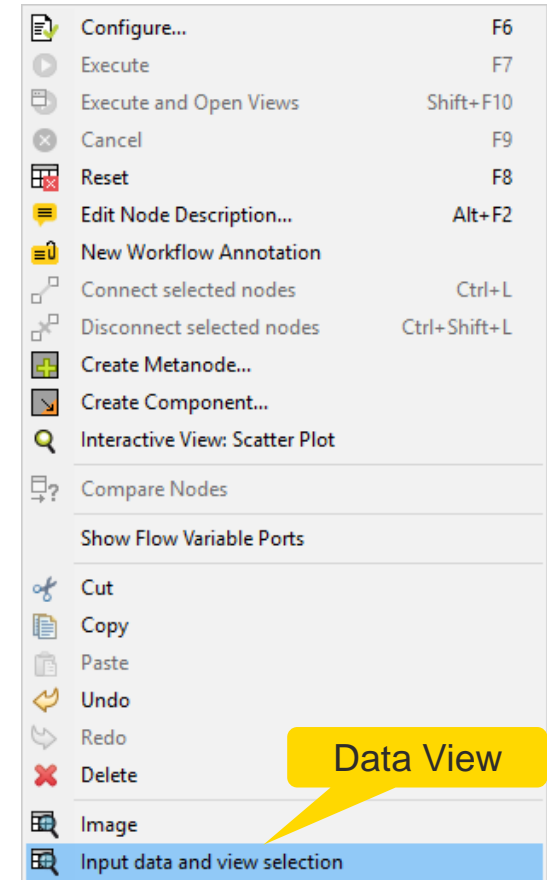 Configure... F6
Execute F7
Execute and Open Views Shift+F10
Cancel F9
Reset F8
Edit Node Description... Alt+F2
New Workflow Annotation
Connect selected nodes Ctrl+L
Disconnect selected nodes Ctrl+Shift+L
Create Metanode...
Create Component...
Interactive View: Scatter Plot
Compare Nodes
Show Flow Variable Ports
Cut
Copy
Paste
Undo
Redo
Data View
Delete
Image
Input data and view selection